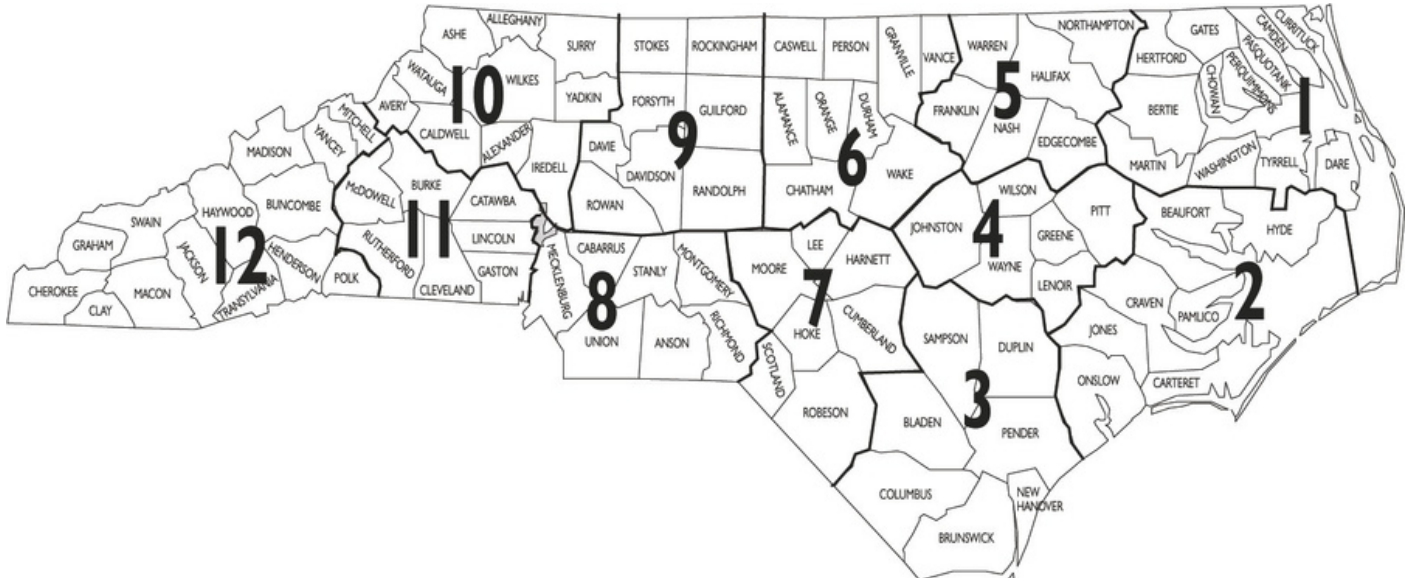 ALLEGHANY
ASHE
SURRY
STOKES
ROCKINGHAM
CASWELL
PERSON
GRANVILLE
VANCE
WARREN
NORTHAMPTON
GATES
CAMDEN
CURRITUCK
PASQUOTANK
PERQUIMMONS
CHOWAN
HERTFORD
WATAUGA
10
WILKES
YADKIN
FORSYTH
GUILFORD
9
ALAMANCE
ORANGE
DURHAM
6
FRANKLIN
5
HALIFAX
NASH
EDGECOMBE
BERTIE
1
MITCHELL
AVERY
CALDWELL
ALEXANDER
IREDELL
DAVIE
DAVIDSON
RANDOLPH
CHATHAM
WAKE
MARTIN
WASHINGTON
TYRRELL
DARE
MADISON
YANCEY
McDOWELL
BURKE
CATAWBA
ROWAN
WILSON
PITT
BEAUFORT
HYDE
SWAIN
HAYWOOD
BUNCOMBE
RUTHERFORD
11
LINCOLN
MECKLENBURG
CABARRUS
STANLY
MONTGOMERY
MOORE
LEE
HARNETT
JOHNSTON
4
GREENE
WAYNE
LENOIR
GRAHAM
JACKSON
12
HENDERSON
TRANSYLVANIA
POLK
CLEVELAND
GASTON
8
7
CRAVEN
PAMLICO
2
CHEROKEE
CLAY
MACON
UNION
ANSON
RICHMOND
SCOTLAND
HOKE
CUMBERLAND
SAMPSON
DUPLIN
JONES
ONSLOW
CARTERET
ROBESON
BLADEN
3
PENDER
COLUMBUS
NEW
HANOVER
BRUNSWICK